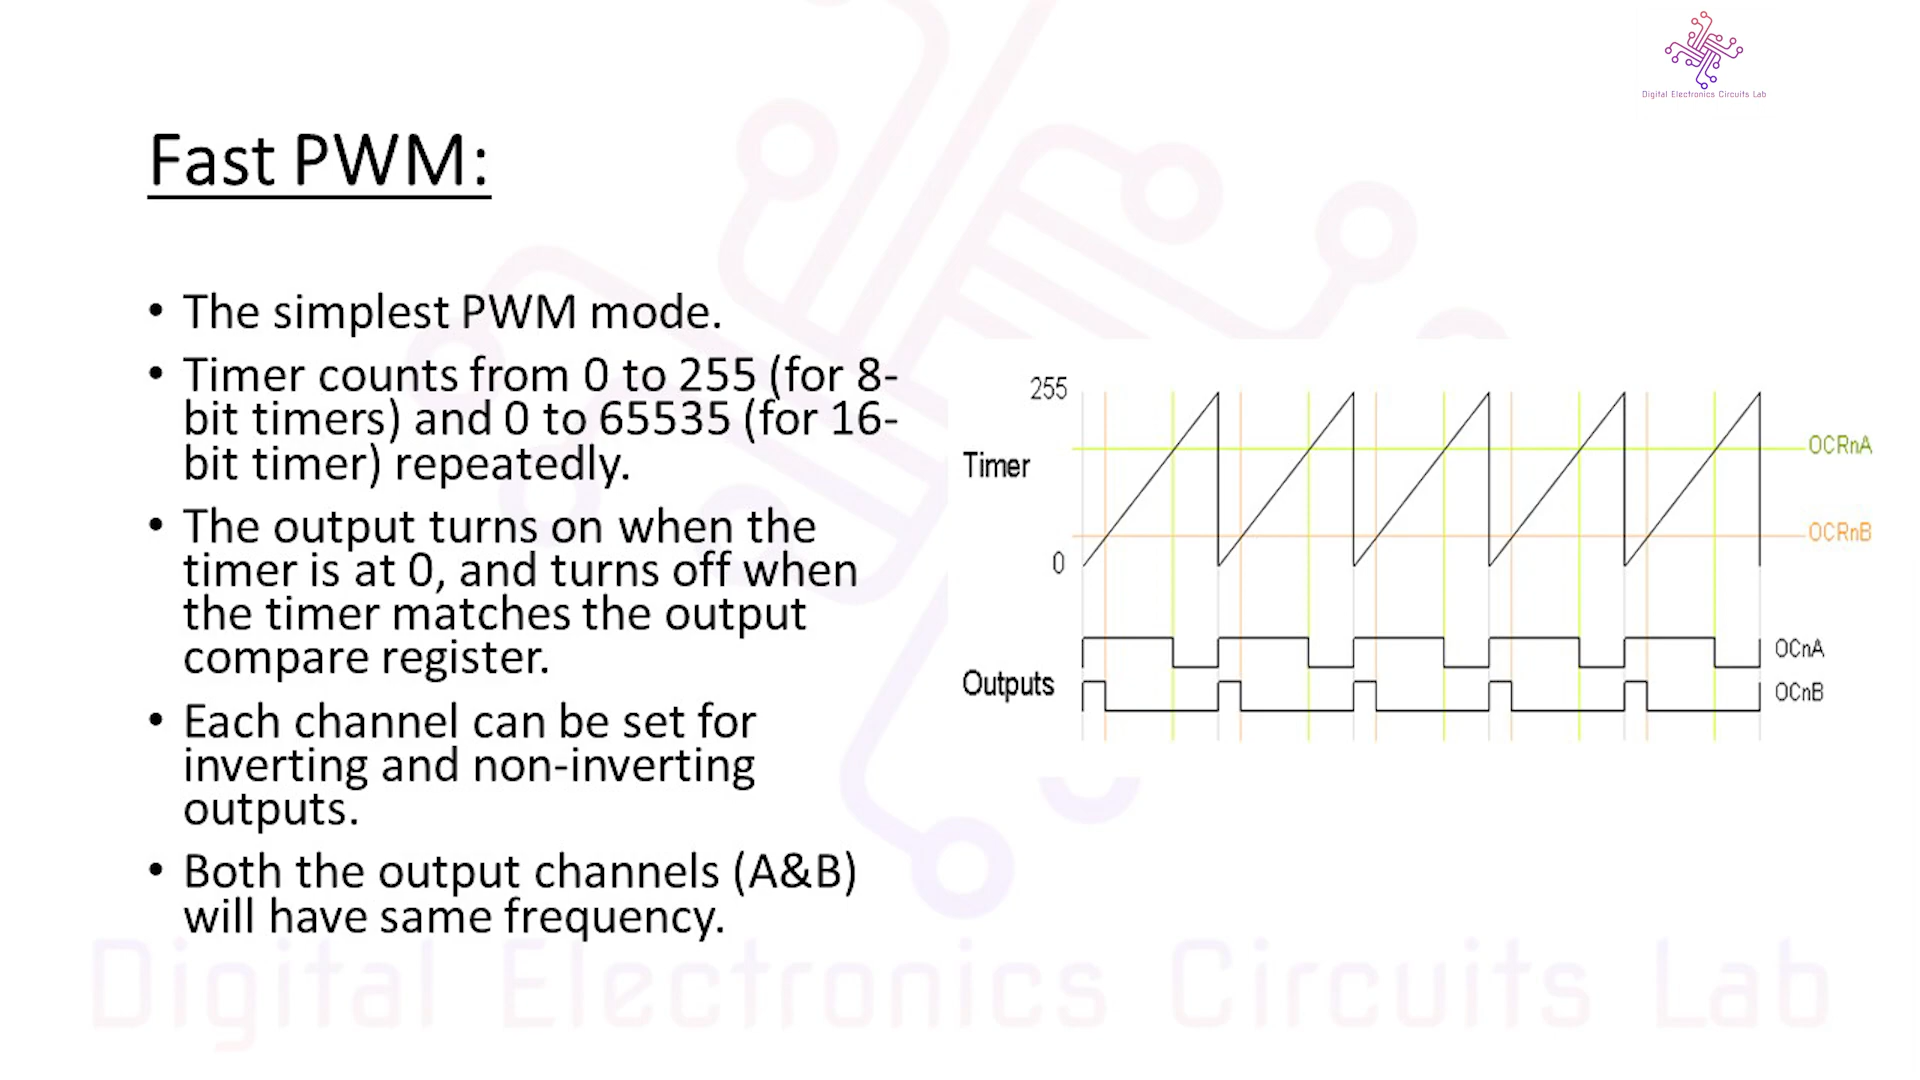 Digital Electronics Circuits Lab
Fast PWM:
• The simplest PWM mode.
• Timer counts from 0 to 255 (for 8-
bit timers) and 0 to 65535 (for 16-
bit timer) repeatedly.
• The output turns on when the
timer is at 0, and turns off when
the timer matches the output
compare register.
• Each channel can be set for
inverting and non-inverting
outputs.
• Both the output channels (A&B)
will have same frequency.
255
OCRnA
Timer
OCRnB
0
OCnA
Outputs
OCnB
Digital Electronics Circuits Lab